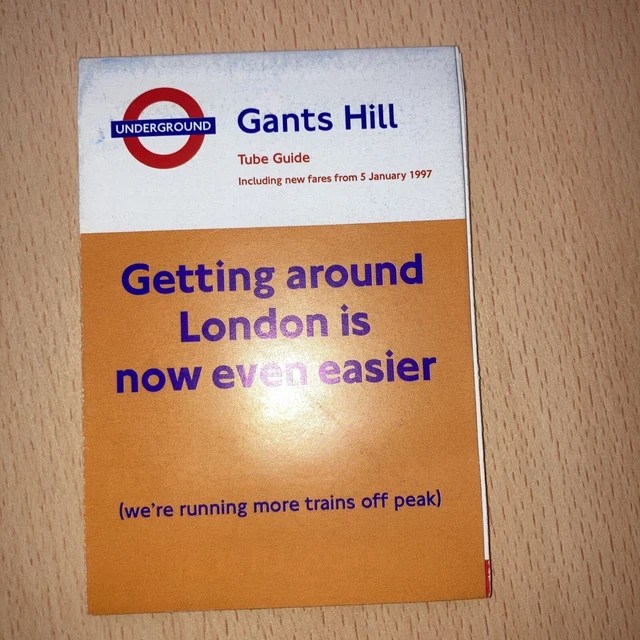 UNDERGROUND
Gants Hill
Tube Guide
Including new fares from 5 January 1997
Getting around
London is
now even easier
(we're running more trains off peak)